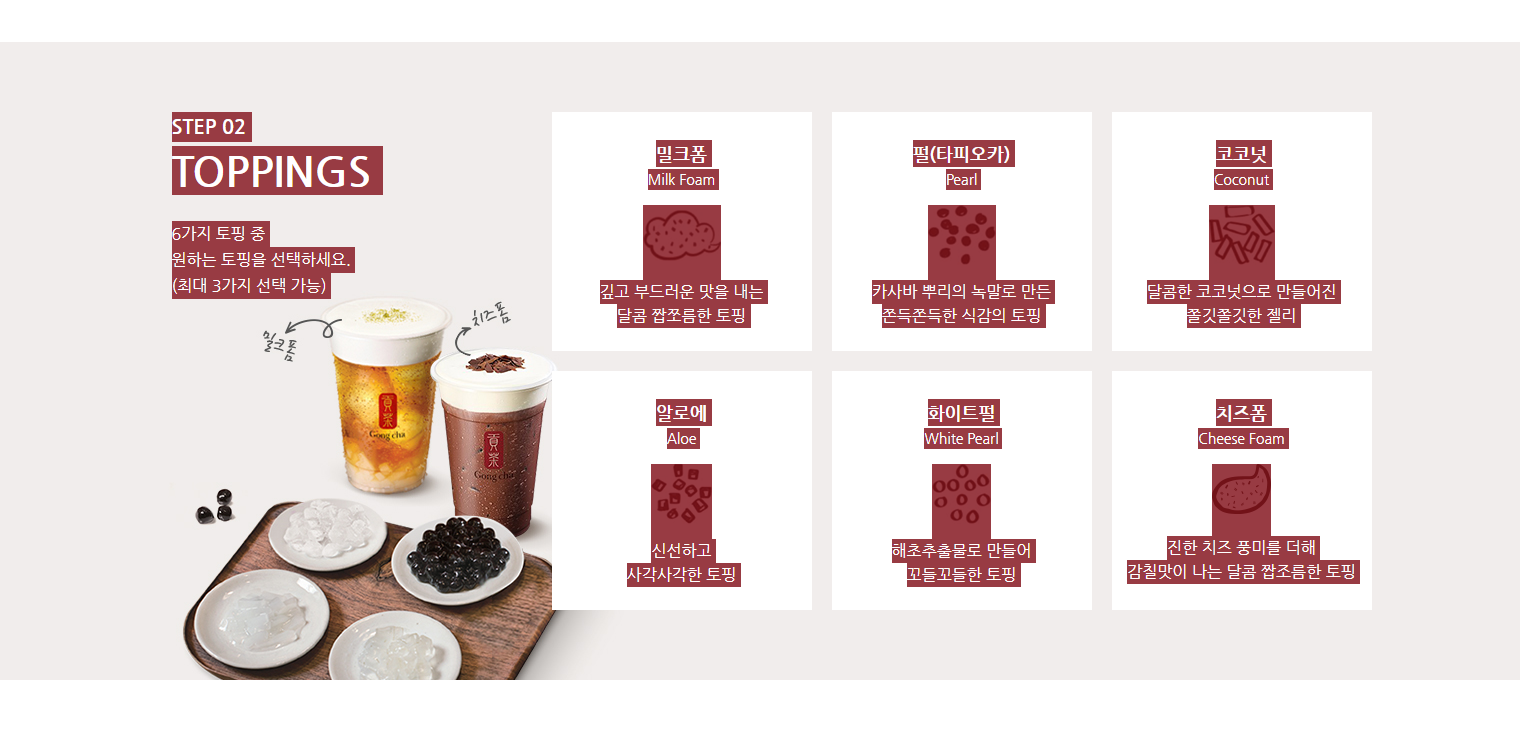 STEP 02
TOPPINGS
6가지 토핑 중
원하는 토핑을 선택하세요.
(최대 3가지 선택 가능)
밀크폼
치즈폼
貢茶
Gong cha
貢茶
Gong cha
밀크폼
Milk Foam
깊고 부드러운 맛을 내는
달콤 짭쪼름한 토핑
펄(타피오카)
Pearl
카사바 뿌리의 녹말로 만든
쫀득쫀득한 식감의 토핑
코코넛
Coconut
달콤한 코코넛으로 만들어진
쫄깃쫄깃한 젤리
알로에
Aloe
신선하고
사각사각한 토핑
화이트펄
White Pearl
해초추출물로 만들어
꼬들꼬들한 토핑
치즈폼
Cheese Foam
진한 치즈 풍미를 더해
감칠맛이 나는 달콤 짭조름한 토핑